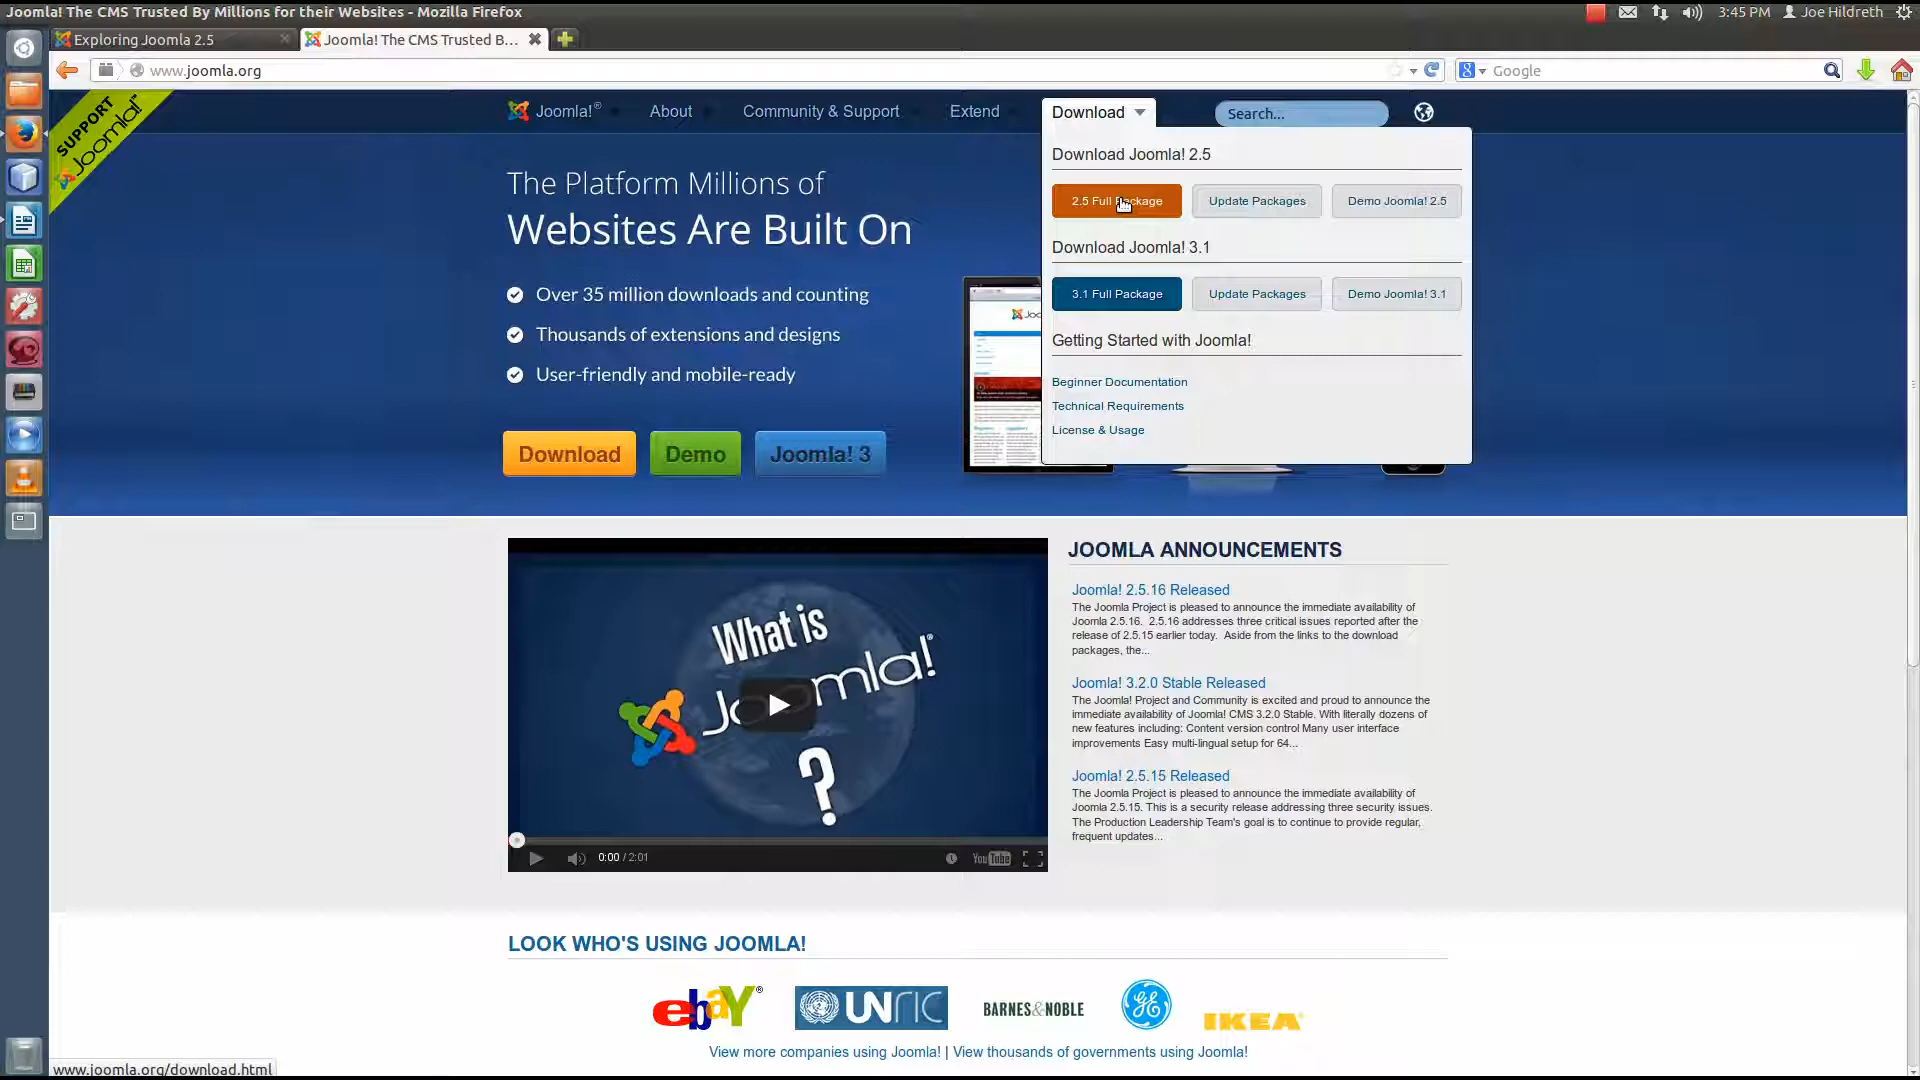 Joomla! The CMS Trusted By Millions for their Websites - Mozilla Firefox
3:45 PM Joe Hildreth
Exploring Joomla 2.5
Joomla! The CMS Trusted B...
www.joomla.org
Google
SUPPORT
Joomla!™
Joomla!®
About
Community & Support
Extend
Download
Search...
Download Joomla! 2.5
2.5 Full Package
Update Packages
Demo Joomla! 2.5
Download Joomla! 3.1
3.1 Full Package
Update Packages
Demo Joomla! 3.1
Getting Started with Joomla!
Beginner Documentation
Technical Requirements
License & Usage
The Platform Millions of
Websites Are Built On
Over 35 million downloads and counting
Thousands of extensions and designs
User-friendly and mobile-ready
Download
Demo
Joomla! 3
What is
Joomla!®
?
0:00 / 2:01
YouTube
JOOMLA ANNOUNCEMENTS
Joomla! 2.5.16 Released
The Joomla Project is pleased to announce the immediate availability of
Joomla 2.5.16. 2.5.16 addresses three critical issues reported after the
release of 2.5.15 earlier today. Aside from the links to the download
packages, the...
Joomla! 3.2.0 Stable Released
The Joomla! Project and Community is excited and proud to announce the
immediate availability of Joomla! CMS 3.2.0 Stable. With literally dozens of
new features including: Content version control Many user interface
improvements Easy multi-lingual setup for 64...
Joomla! 2.5.15 Released
The Joomla Project is pleased to announce the immediate availability of
Joomla 2.5.15. This is a security release addressing three security issues.
The Production Leadership Team's goal is to continue to provide regular,
frequent updates...
LOOK WHO'S USING JOOMLA!
ebaY®
UNRIC
BARNES&NOBLE
GE
IKEA®
View more companies using Joomla! | View thousands of governments using Joomla!
www.joomla.org/download.html